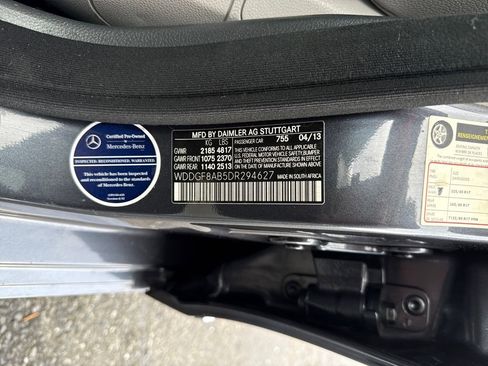 Certified Pre-Owned
Mercedes-Benz
INSPECTED. RECONDITIONED. WARRANTED.
This vehicle has been inspected
and reconditioned to the standards
of Mercedes-Benz.
MFD BY DAIMLER AG STUTTGART
KG LBS 755 04/13
GVWR 2185 4817 PASSENGER CAR
GAWR FRONT 1075 2370
GAWR REAR 1140 2513
THIS VEHICLE CONFORMS TO ALL APPLICABLE
U.S. FEDERAL MOTOR VEHICLE SAFETY
BUMPER, AND THEFT PREVENTION STANDARDS
IN EFFECT ON THE DATE OF MANUFACTURE
SHOWN ABOVE.
WDDGF8AB5DR294627
MADE IN SOUTH AFRICA
RENSEIGNEMENT